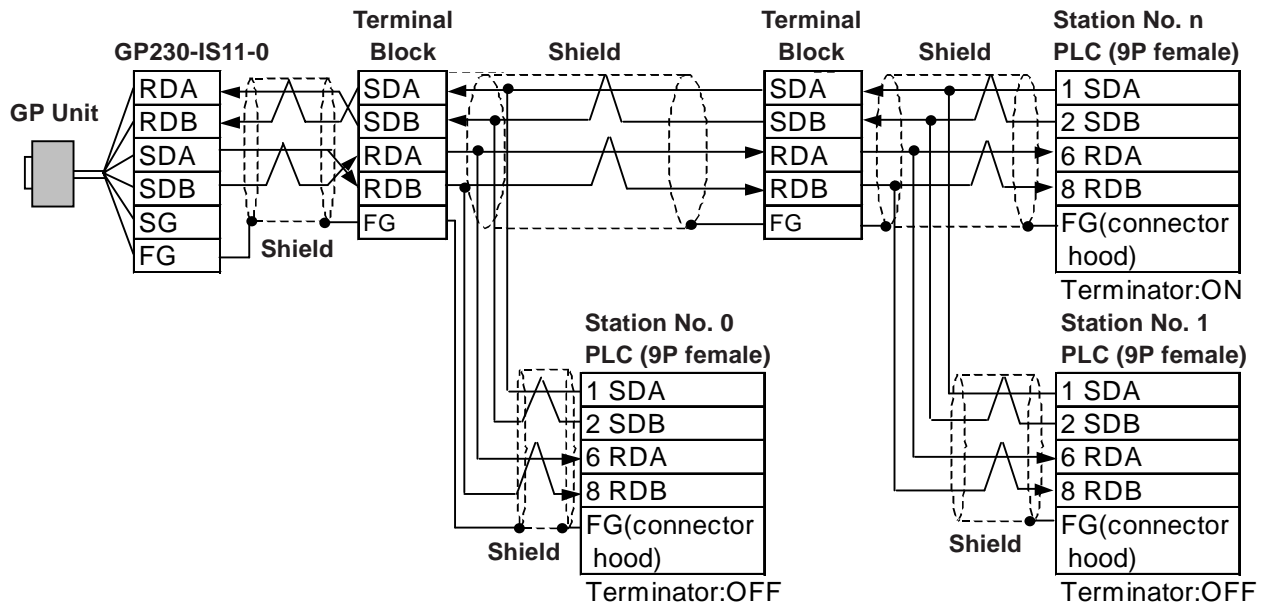 GP Unit
GP230-IS11-0
RDA
RDB
SDA
SDB
SG
FG
Shield
Terminal
Block
SDA
SDB
RDA
RDB
FG
Shield
Terminal
Block
SDA
SDB
RDA
RDB
FG
Shield
Station No. n
PLC (9P female)
1 SDA
2 SDB
6 RDA
8 RDB
FG(connector
hood)
Terminator:ON
Station No. 0
PLC (9P female)
1 SDA
2 SDB
6 RDA
8 RDB
FG(connector
hood)
Shield
Terminator:OFF
Station No. 1
PLC (9P female)
1 SDA
2 SDB
6 RDA
8 RDB
FG(connector
hood)
Shield
Terminator:OFF